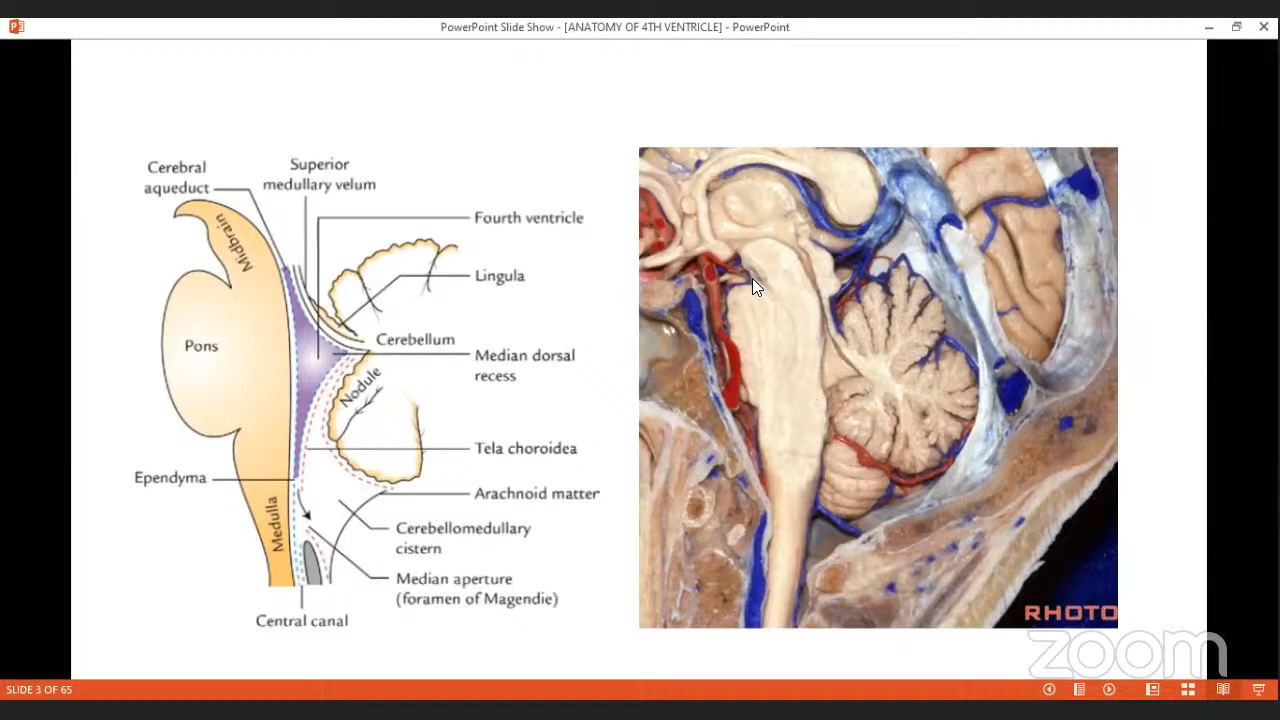 PowerPoint Slide Show - [ANATOMY OF 4TH VENTRICLE] - PowerPoint
Cerebral
aqueduct
Superior
medullary velum
Fourth ventricle
Midbrain
Lingula
Cerebellum
Pons
Median dorsal
recess
Nodule
Tela choroidea
Ependyma
Arachnoid matter
Medulla
Cerebellomedullary
cistern
Median aperture
(foramen of Magendie)
Central canal
RHOTO
zoom
SLIDE 3 OF 65